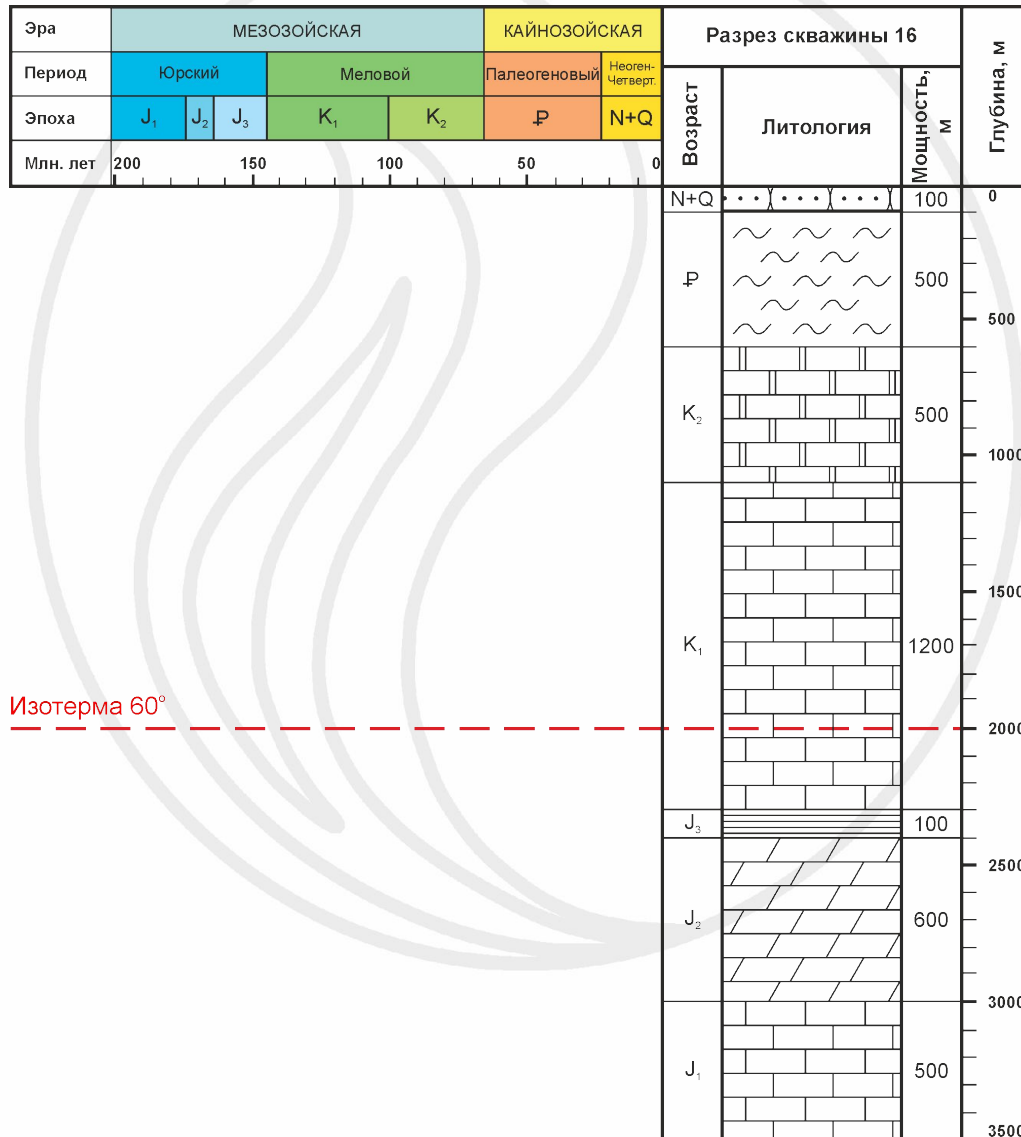 Эра МЕЗОЗОЙСКАЯ КАЙНОЗОЙСКАЯ
Период Юрский Меловой Палеогеновый Неоген-Четверт.
Эпоха J₁ J₂ J₃ K₁ K₂ ₽ N+Q
Млн. лет 200 150 100 50 0
Разрез скважины 16
Возраст Литология Мощность, м
Глубина, м
N+Q 100 0
₽ 500
500
K₂ 500
1000
1500
K₁ 1200
Изотерма 60°
2000
J₃ 100
2500
J₂ 600
3000
J₁ 500
3500